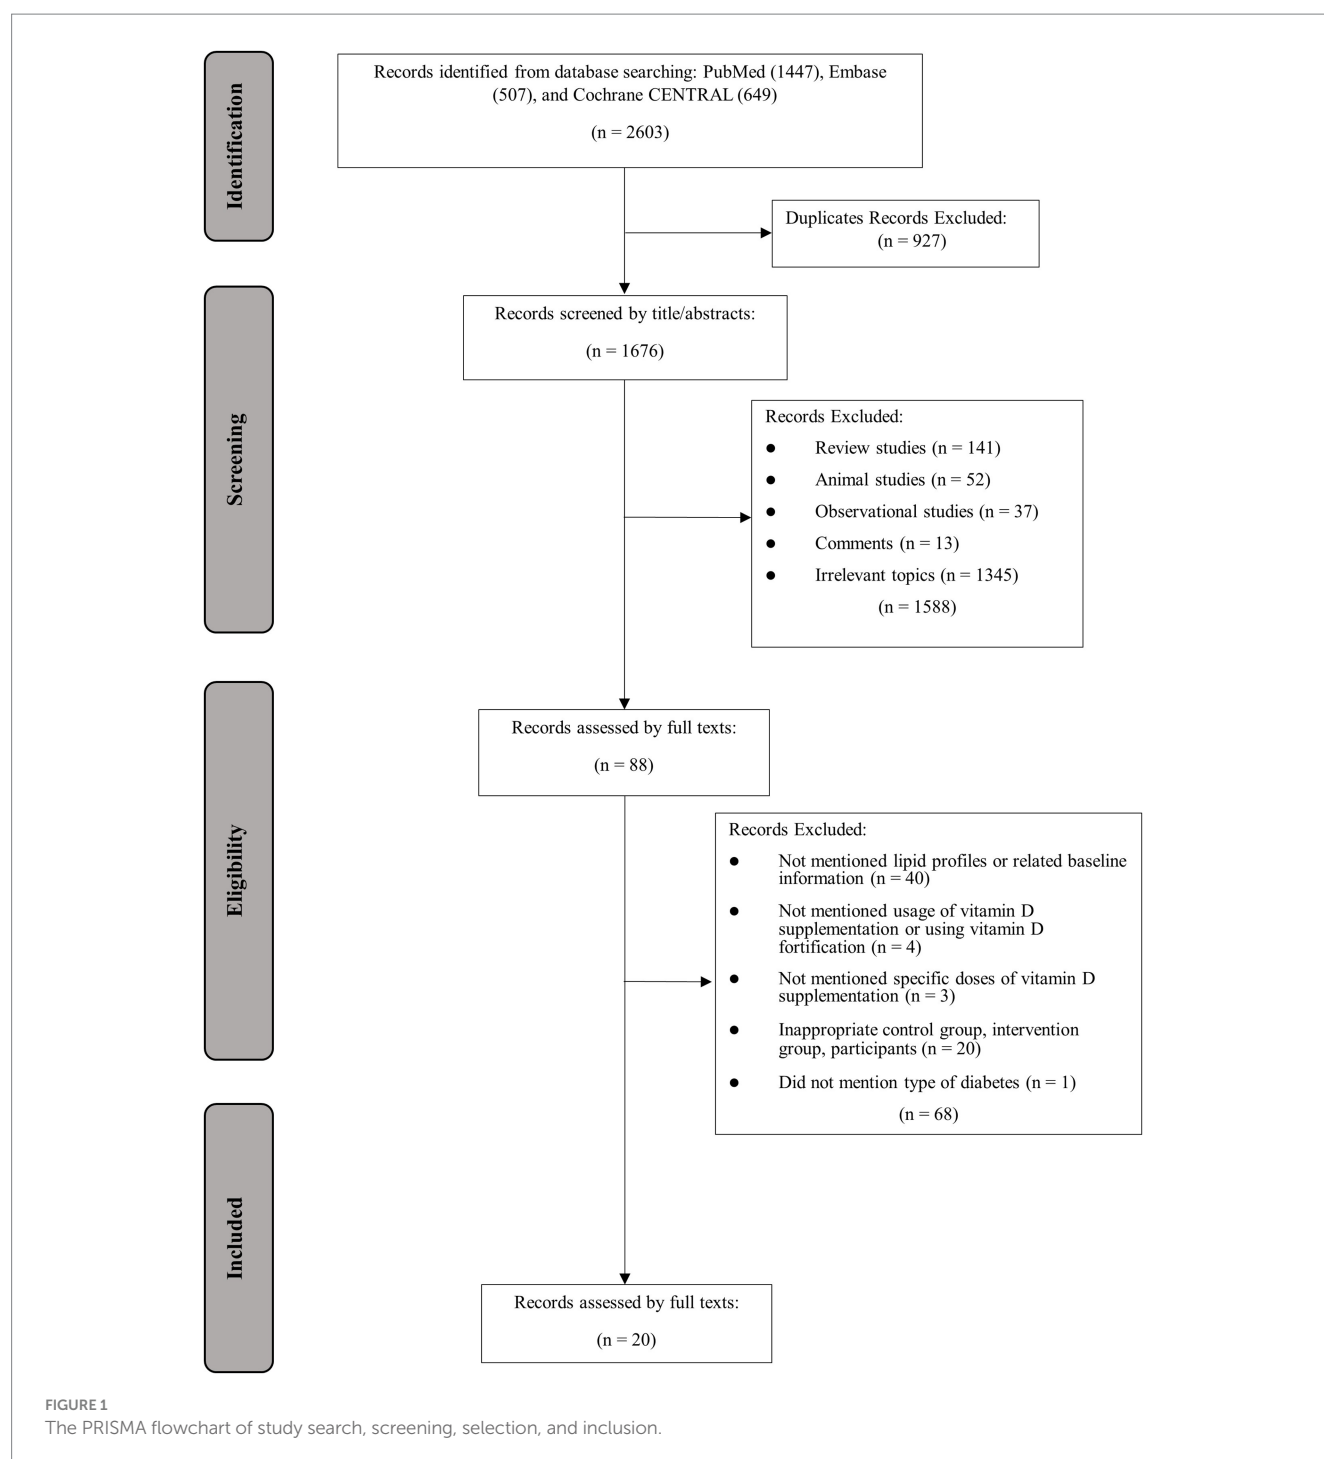 Identification
Records identified from database searching: PubMed (1447), Embase
(507), and Cochrane CENTRAL (649)
(n = 2603)
Duplicates Records Excluded:
(n = 927)
Screening
Records screened by title/abstracts:
(n = 1676)
Records Excluded:
● Review studies (n = 141)
● Animal studies (n = 52)
● Observational studies (n = 37)
● Comments (n = 13)
● Irrelevant topics (n = 1345)
(n = 1588)
Eligibility
Records assessed by full texts:
(n = 88)
Records Excluded:
● Not mentioned lipid profiles or related baseline
information (n = 40)
● Not mentioned usage of vitamin D
supplementation or using vitamin D
fortification (n = 4)
● Not mentioned specific doses of vitamin D
supplementation (n = 3)
● Inappropriate control group, intervention
group, participants (n = 20)
● Did not mention type of diabetes (n = 1)
(n = 68)
Included
Records assessed by full texts:
(n = 20)
FIGURE 1
The PRISMA flowchart of study search, screening, selection, and inclusion.